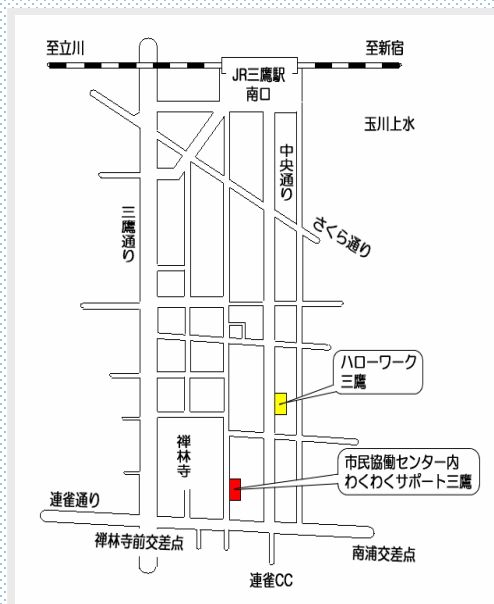 至立川
至新宿
JR三鷹駅
南口
玉川上水
中央通り
三鷹通り
さくら通り
ハローワーク
三鷹
禅林寺
市民協働センター内
わくわくサポート三鷹
連雀通り
禅林寺前交差点
南浦交差点
連雀CC